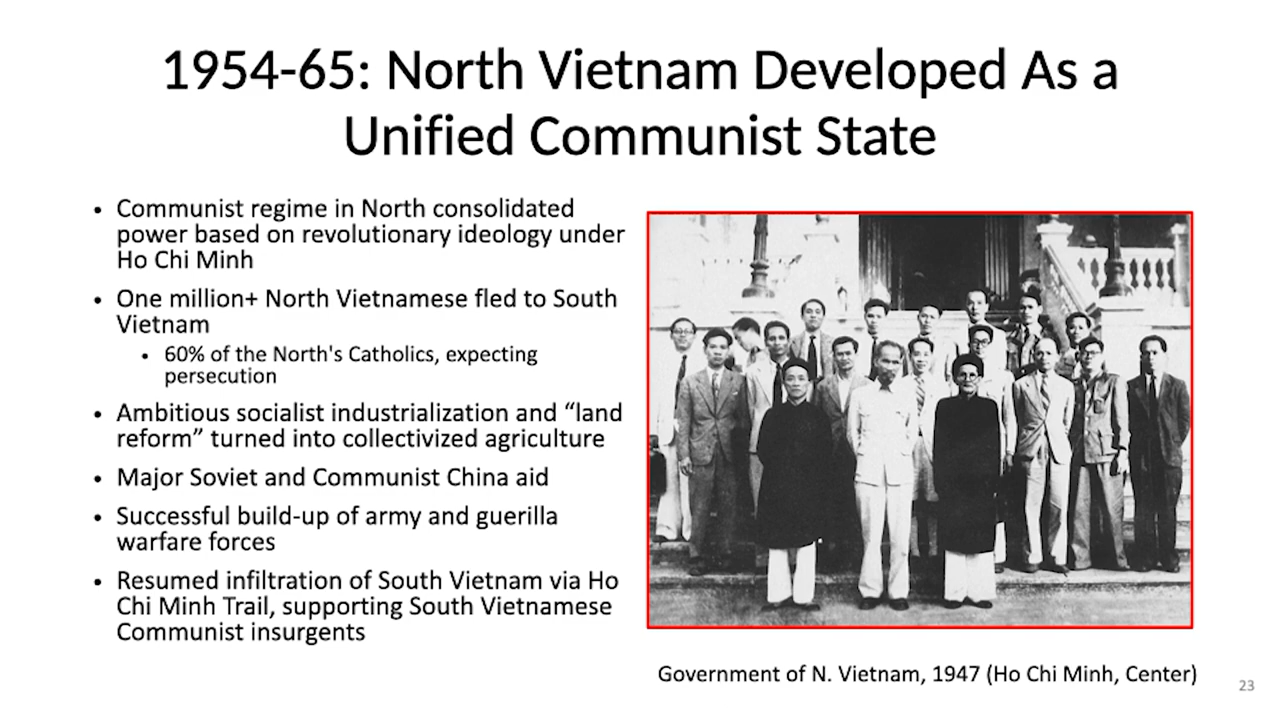 1954-65: North Vietnam Developed As a
Unified Communist State
• Communist regime in North consolidated
power based on revolutionary ideology under
Ho Chi Minh
• One million+ North Vietnamese fled to South
Vietnam
• 60% of the North's Catholics, expecting
persecution
• Ambitious socialist industrialization and “land
reform” turned into collectivized agriculture
• Major Soviet and Communist China aid
• Successful build-up of army and guerilla
warfare forces
• Resumed infiltration of South Vietnam via Ho
Chi Minh Trail, supporting South Vietnamese
Communist insurgents
Government of N. Vietnam, 1947 (Ho Chi Minh, Center)
23